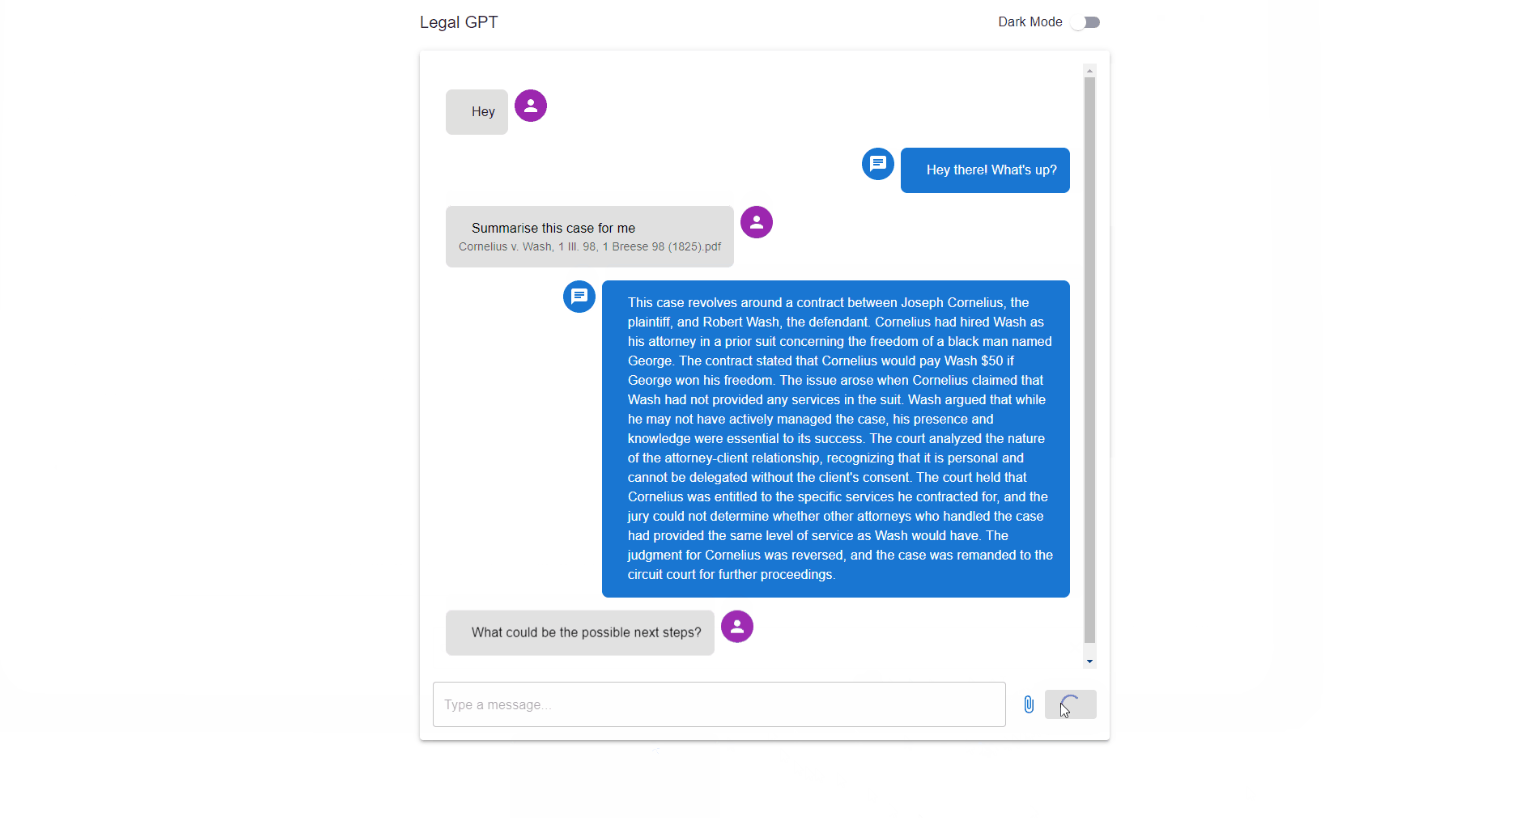 Legal GPT
Dark Mode
Hey
Hey there! What's up?
Summarise this case for me
Cornelius v. Wash, 1 Ill. 98, 1 Breese 98 (1825).pdf
This case revolves around a contract between Joseph Cornelius, the
plaintiff, and Robert Wash, the defendant. Cornelius had hired Wash as
his attorney in a prior suit concerning the freedom of a black man named
George. The contract stated that Cornelius would pay Wash $50 if
George won his freedom. The issue arose when Cornelius claimed that
Wash had not provided any services in the suit. Wash argued that while
he may not have actively managed the case, his presence and
knowledge were essential to its success. The court analyzed the nature
of the attorney-client relationship, recognizing that it is personal and
cannot be delegated without the client's consent. The court held that
Cornelius was entitled to the specific services he contracted for, and the
jury could not determine whether other attorneys who handled the case
had provided the same level of service as Wash would have. The
judgment for Cornelius was reversed, and the case was remanded to the
circuit court for further proceedings.
What could be the possible next steps?
Type a message...